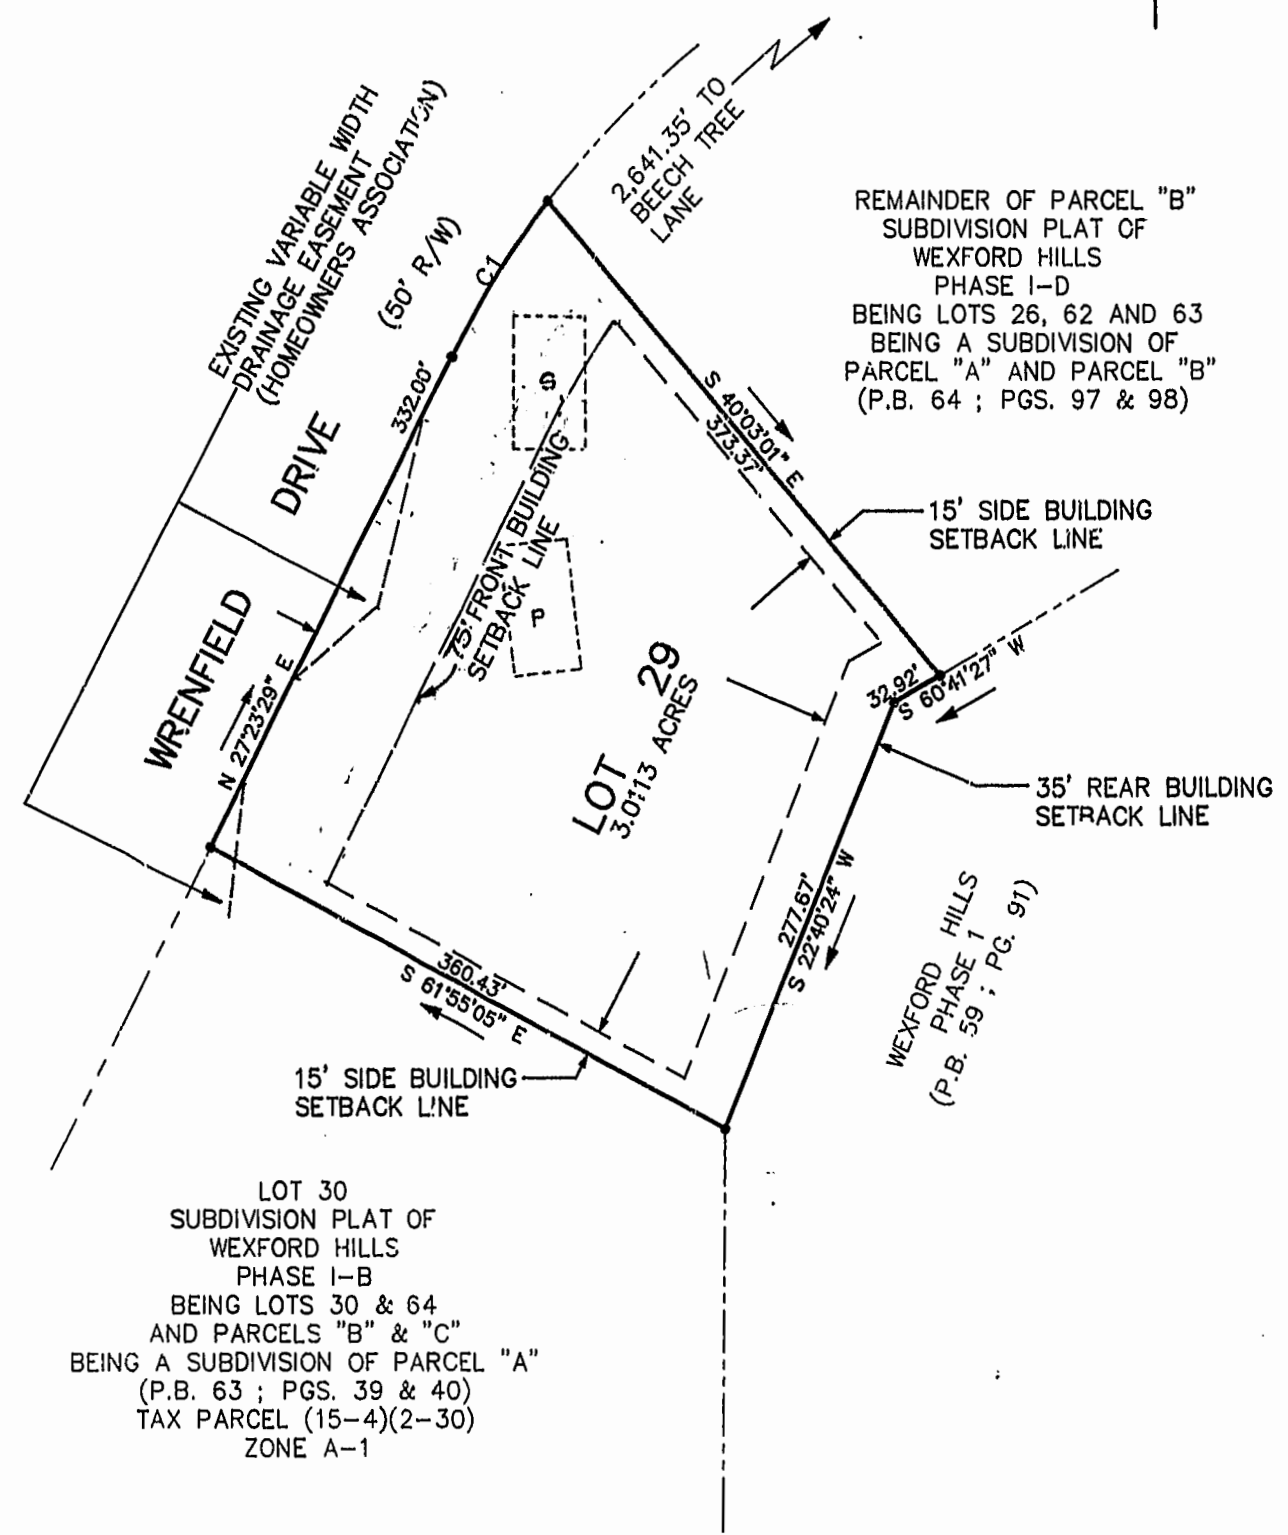 EXISTING VARIABLE WIDTH
DRAINAGE EASEMENT
(HOMEOWNERS ASSOCIATION)
(50' R/W)
C1
2,641.35' TO
BEECH TREE
LANE
REMAINDER OF PARCEL "B"
SUBDIVISION PLAT OF
WEXFORD HILLS
PHASE I-D
BEING LOTS 26, 62 AND 63
BEING A SUBDIVISION OF
PARCEL "A" AND PARCEL "B"
(P.B. 64 ; PGS. 97 & 98)
332.00'
WRENFIELD DRIVE
N 27°23'29" E
S
P
75' FRONT BUILDING
SETBACK LINE
S 40°03'01" E
373.37'
15' SIDE BUILDING
SETBACK LINE
LOT 29
3.0113 ACRES
32.92'
S 60°41'27" W
35' REAR BUILDING
SETBACK LINE
277.67'
S 22°40'24" W
WEXFORD HILLS
PHASE 1
(P.B. 59 ; PG. 91)
360.43'
S 61°55'05" E
15' SIDE BUILDING
SETBACK LINE
LOT 30
SUBDIVISION PLAT OF
WEXFORD HILLS
PHASE I-B
BEING LOTS 30 & 64
AND PARCELS "B" & "C"
BEING A SUBDIVISION OF PARCEL "A"
(P.B. 63 ; PGS. 39 & 40)
TAX PARCEL (15-4)(2-30)
ZONE A-1